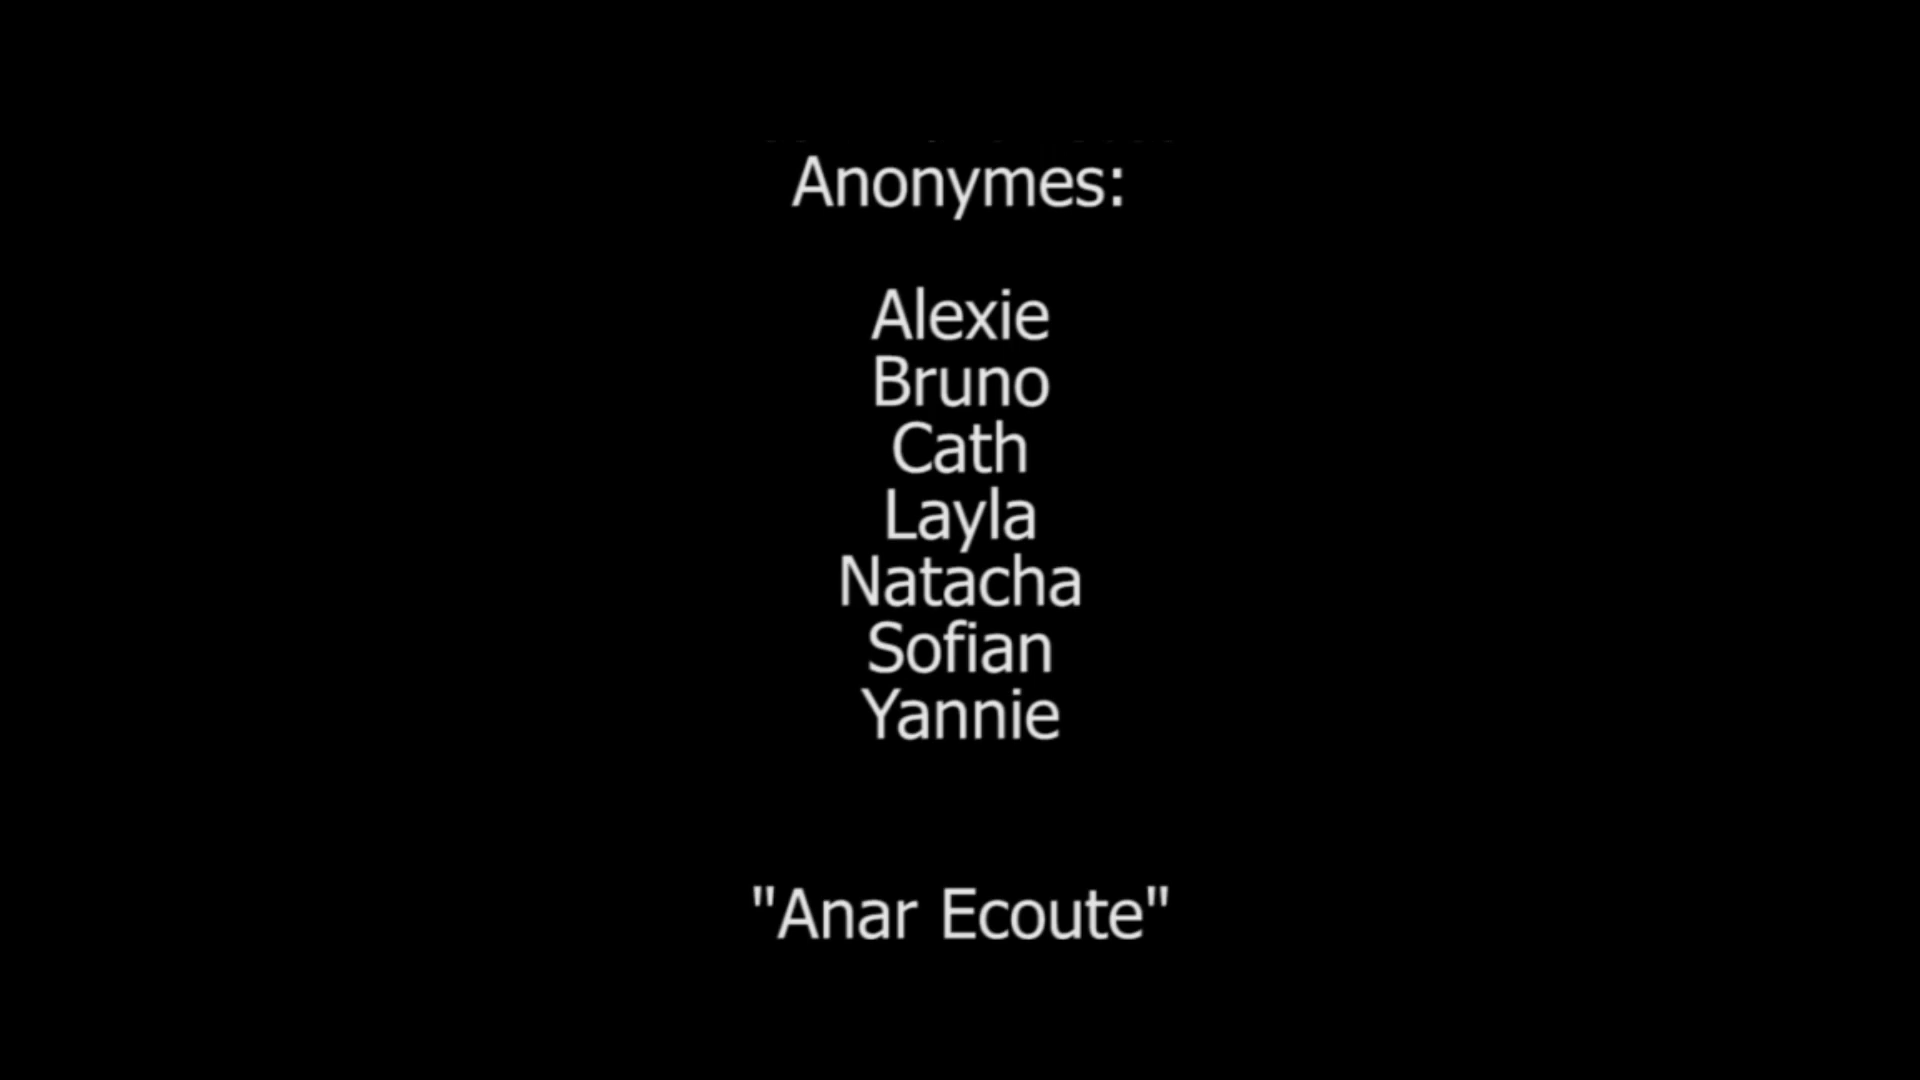 Anonymes:
Alexie
Bruno
Cath
Layla
Natacha
Sofian
Yannie
"Anar Ecoute"